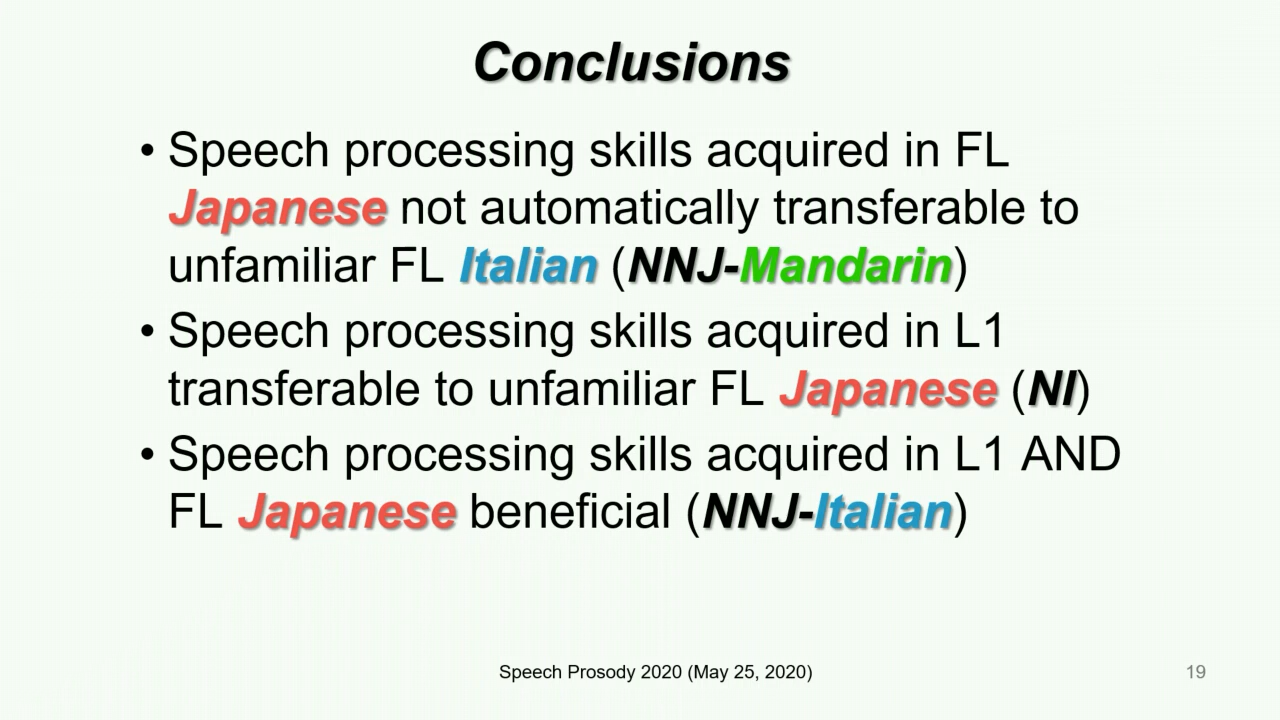 Conclusions
• Speech processing skills acquired in FL
Japanese not automatically transferable to
unfamiliar FL Italian (NNJ-Mandarin)
• Speech processing skills acquired in L1
transferable to unfamiliar FL Japanese (NI)
• Speech processing skills acquired in L1 AND
FL Japanese beneficial (NNJ-Italian)
Speech Prosody 2020 (May 25, 2020)
19